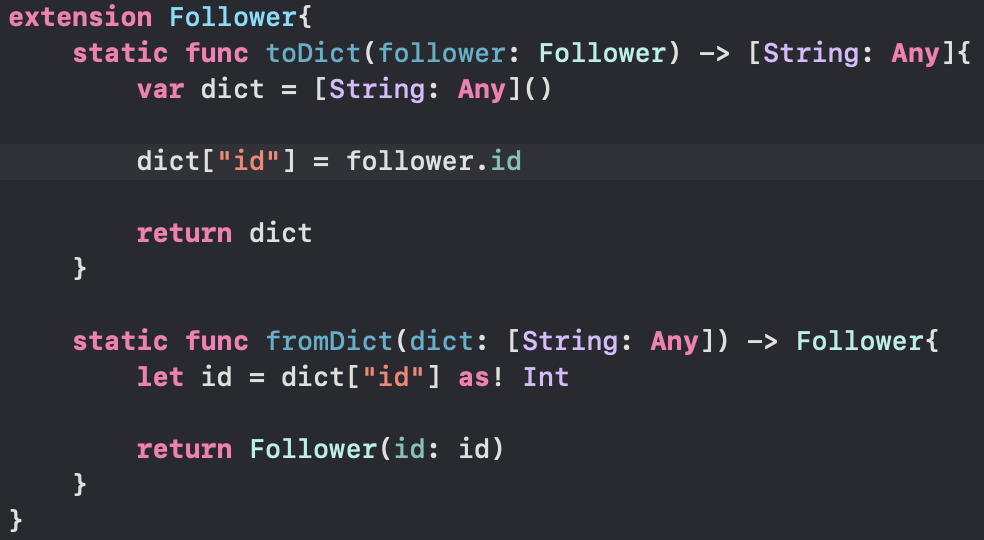 extension Follower{
    static func toDict(follower: Follower) -> [String: Any]{
        var dict = [String: Any]()

        dict["id"] = follower.id

        return dict
    }

    static func fromDict(dict: [String: Any]) -> Follower{
        let id = dict["id"] as! Int

        return Follower(id: id)
    }
}